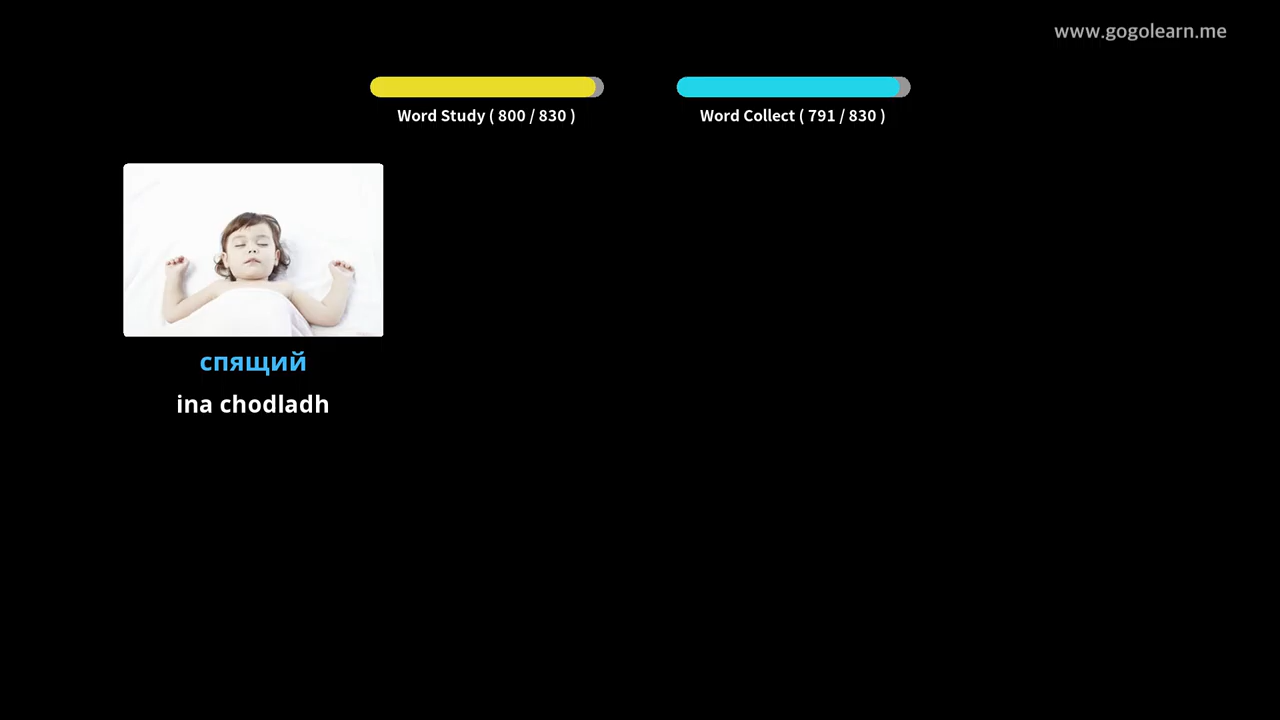 www.gogolearn.me
Word Study ( 800 / 830 )
Word Collect ( 791 / 830 )
спящий
ina chodladh